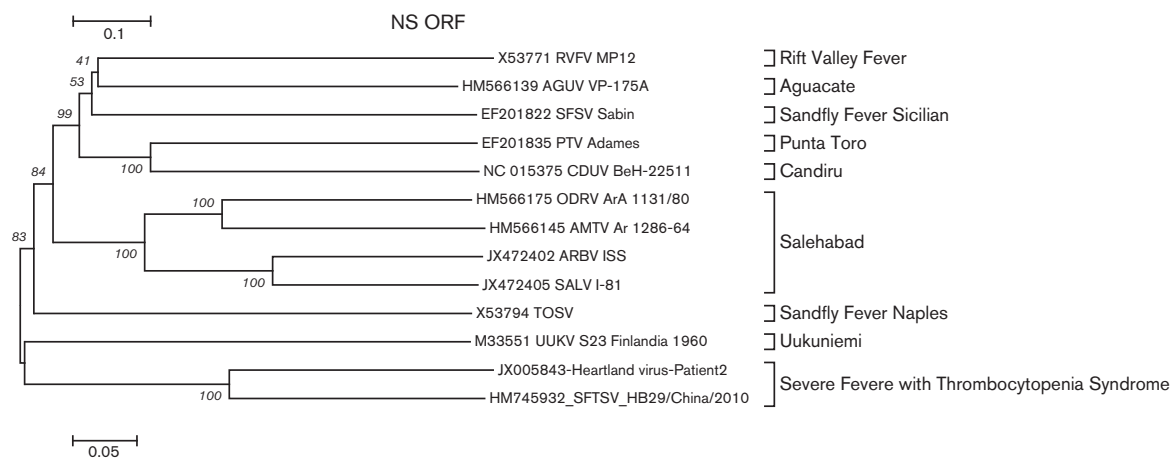 NS ORF
0.1
41
X53771 RVFV MP12
Rift Valley Fever
53
HM566139 AGUV VP-175A
Aguacate
99
EF201822 SFSV Sabin
Sandfly Fever Sicilian
EF201835 PTV Adames
Punta Toro
100
NC 015375 CDUV BeH-22511
Candiru
84
100
HM566175 ODRV ArA 1131/80
HM566145 AMTV Ar 1286-64
Salehabad
83
100
JX472402 ARBV ISS
100
JX472405 SALV I-81
X53794 TOSV
Sandfly Fever Naples
M33551 UUKV S23 Finlandia 1960
Uukuniemi
JX005843-Heartland virus-Patient2
Severe Fevere with Thrombocytopenia Syndrome
100
HM745932_SFTSV_HB29/China/2010
0.05